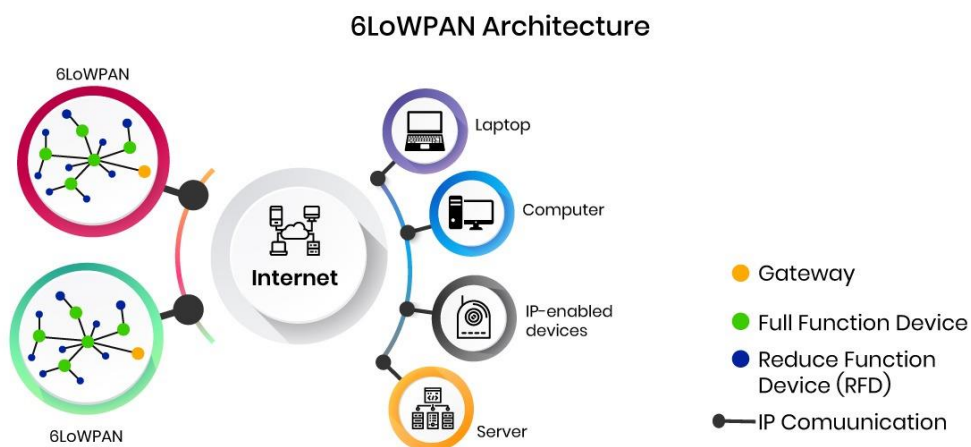 6LoWPAN Architecture
6LoWPAN
Laptop
Computer
Internet
IP-enabled
devices
Server
6LoWPAN
Gateway
Full Function Device
Reduce Function
Device (RFD)
IP Comuunication